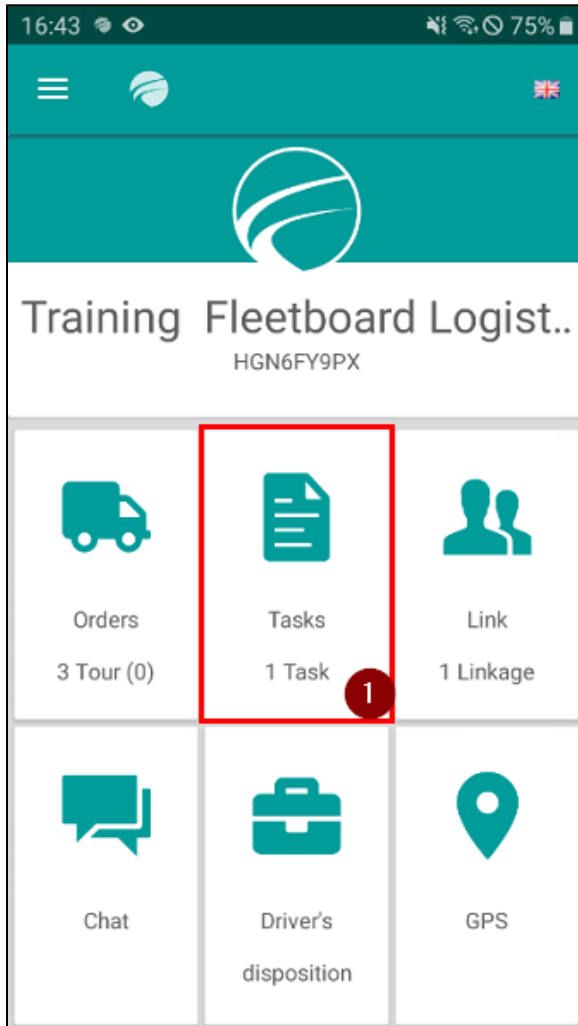 16:43 75%
Training Fleetboard Logist..
HGN6FY9PX
Orders
3 Tour (0)
Tasks
1 Task
1
Link
1 Linkage
Chat
Driver's
disposition
GPS